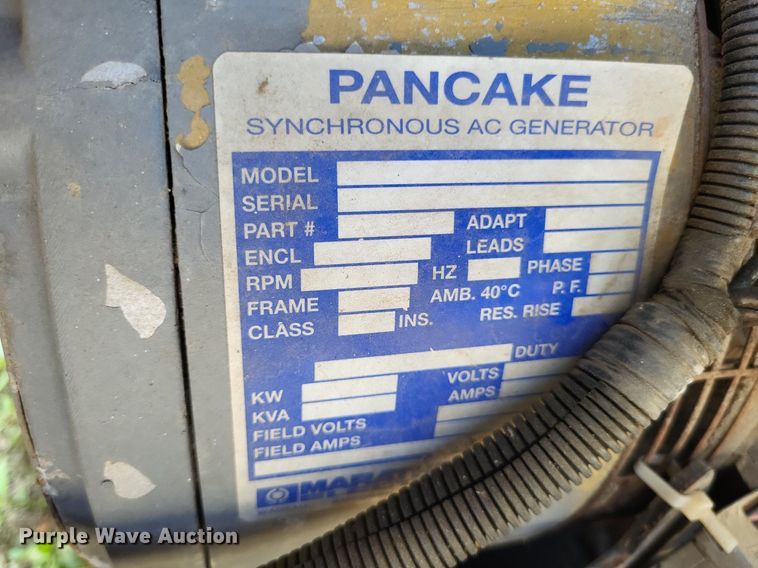 PANCAKE
SYNCHRONOUS AC GENERATOR
MODEL
SERIAL
PART # ADAPT
ENCL LEADS
RPM HZ PHASE
FRAME AMB. 40°C P. F.
CLASS INS. RES. RISE
DUTY
KW VOLTS
KVA AMPS
FIELD VOLTS
FIELD AMPS
Purple Wave Auction®